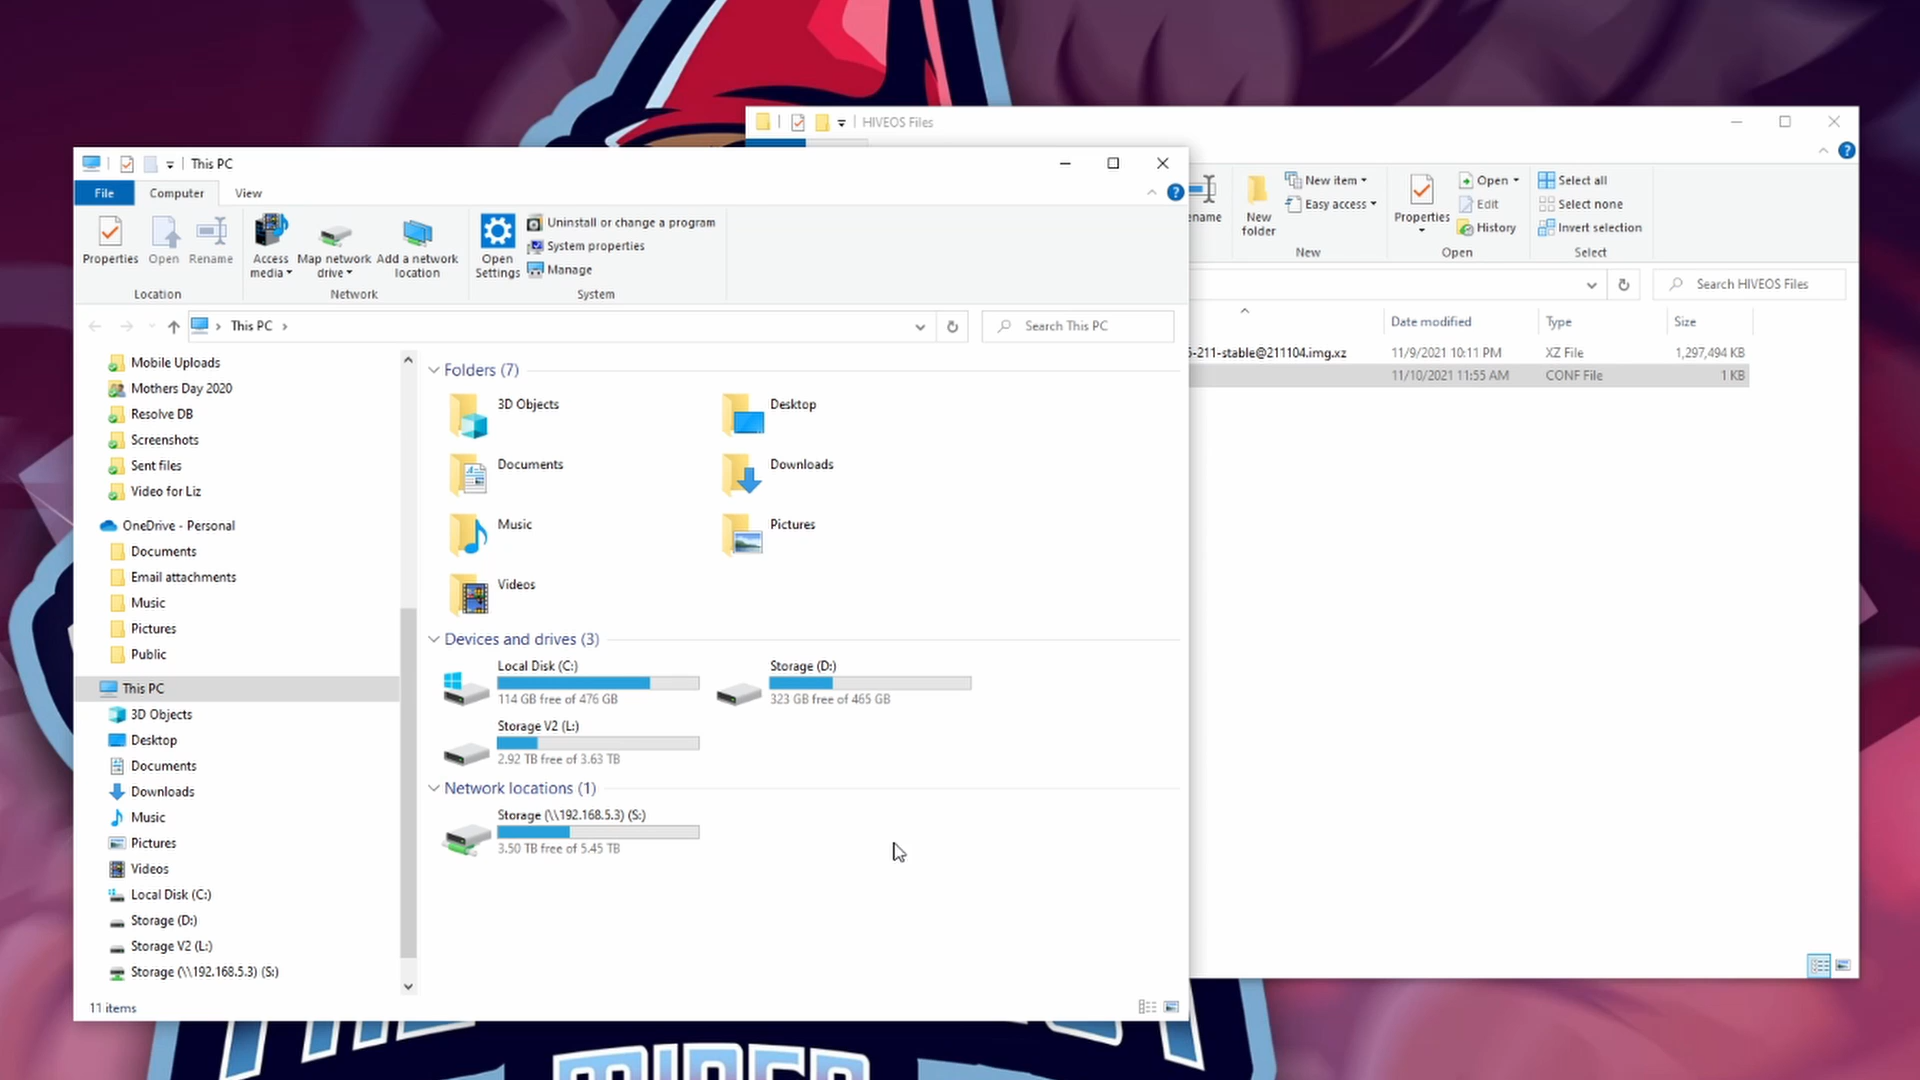 HIVEOS Files
This PC
File
Computer
View
Properties
Open
Rename
Access media
Map network drive
Add a network location
Open Settings
Uninstall or change a program
System properties
Manage
Location
Network
System
New folder
New item
Easy access
New
Properties
Open
Edit
History
Open
Select all
Select none
Invert selection
Select
This PC
Search This PC
Search HIVEOS Files
Date modified
Type
Size
-211-stable@211104.img.xz
11/9/2021 10:11 PM
XZ File
1,297,494 KB
11/10/2021 11:55 AM
CONF File
1 KB
Mobile Uploads
Mothers Day 2020
Resolve DB
Screenshots
Sent files
Video for Liz
OneDrive - Personal
Documents
Email attachments
Music
Pictures
Public
This PC
3D Objects
Desktop
Documents
Downloads
Music
Pictures
Videos
Local Disk (C:)
Storage (D:)
Storage V2 (L:)
Storage (\\192.168.5.3) (S:)
Folders (7)
3D Objects
Desktop
Documents
Downloads
Music
Pictures
Videos
Devices and drives (3)
Local Disk (C:)
114 GB free of 476 GB
Storage (D:)
323 GB free of 465 GB
Storage V2 (L:)
2.92 TB free of 3.63 TB
Network locations (1)
Storage (\\192.168.5.3) (S:)
3.50 TB free of 5.45 TB
11 items